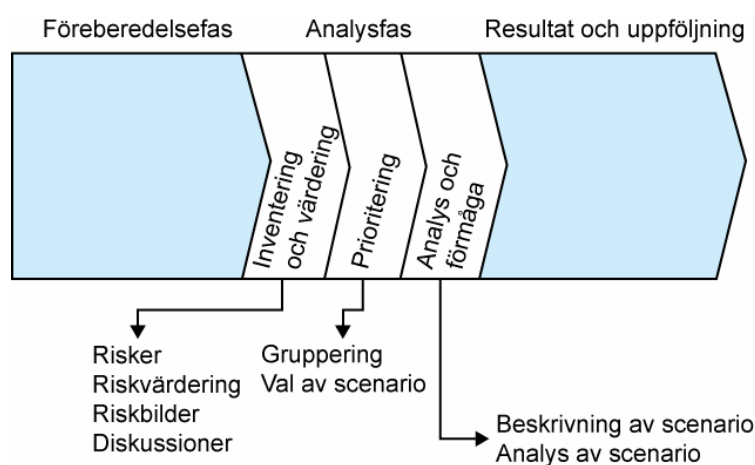 Föreberedelsefas
Analysfas
Resultat och uppföljning
Inventering
och värdering
Prioritering
Analys och
förmåga
Risker
Riskvärdering
Riskbilder
Diskussioner
Gruppering
Val av scenario
Beskrivning av scenario
Analys av scenario